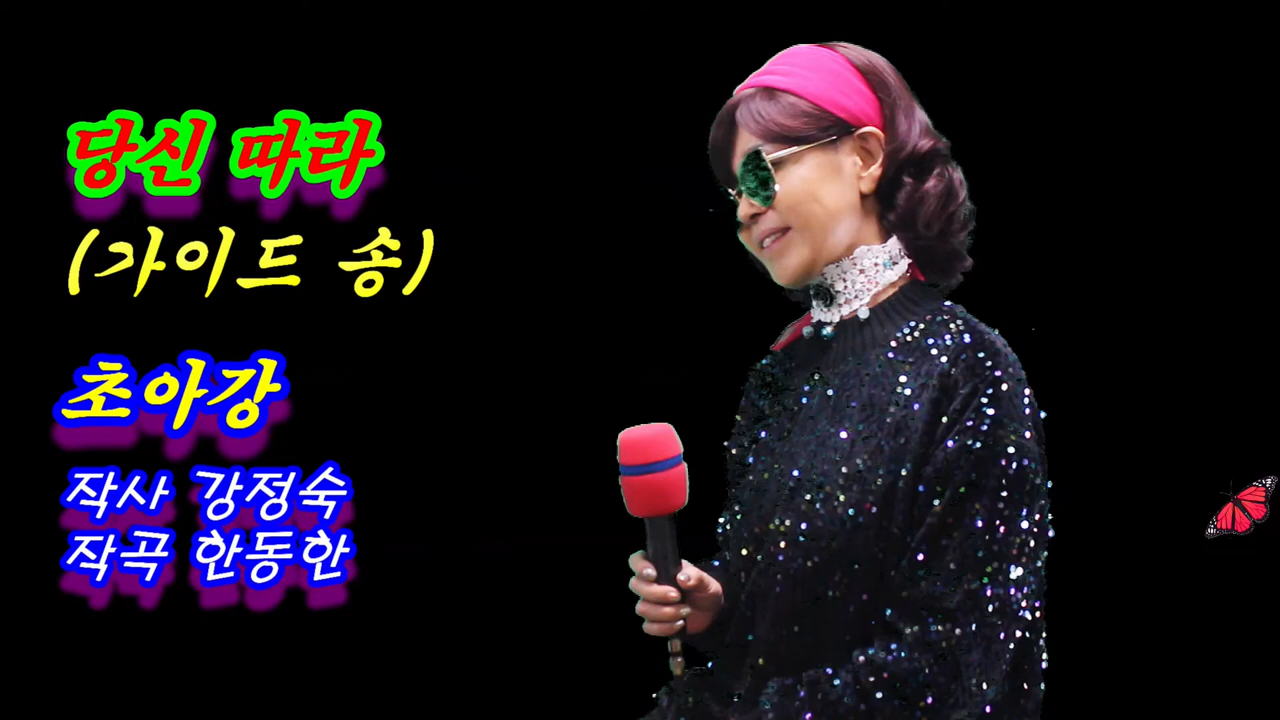 당신 따라
(가이드 송)
초아강
작사 강정숙
작곡 한동한